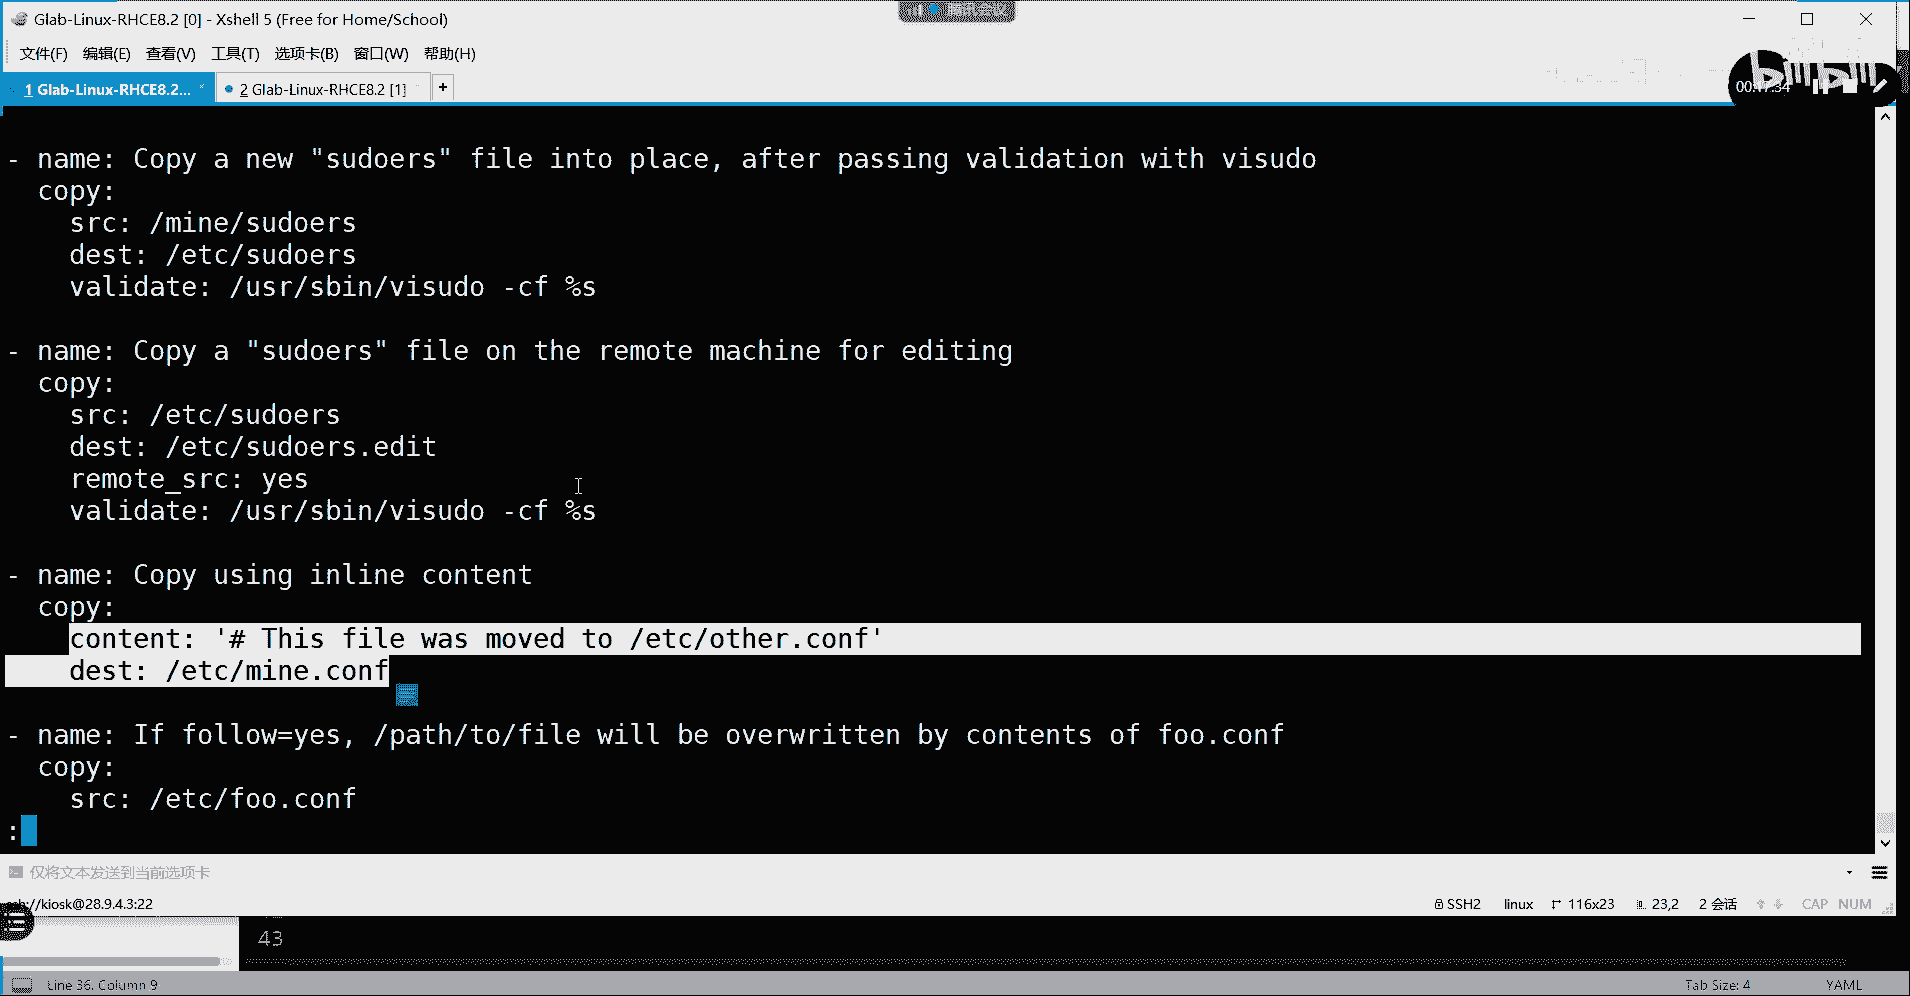 Glab-Linux-RHCE8.2 [0] - Xshell 5 (Free for Home/School)
文件(F) 编辑(E) 查看(V) 工具(T) 选项卡(B) 窗口(W) 帮助(H)
1 Glab-Linux-RHCE8.2... 2 Glab-Linux-RHCE8.2 [1] +
bilibili
- name: Copy a new "sudoers" file into place, after passing validation with visudo
copy:
src: /mine/sudoers
dest: /etc/sudoers
validate: /usr/sbin/visudo -cf %s
- name: Copy a "sudoers" file on the remote machine for editing
copy:
src: /etc/sudoers
dest: /etc/sudoers.edit
remote_src: yes
validate: /usr/sbin/visudo -cf %s
- name: Copy using inline content
copy:
content: '# This file was moved to /etc/other.conf'
dest: /etc/mine.conf
- name: If follow=yes, /path/to/file will be overwritten by contents of foo.conf
copy:
src: /etc/foo.conf
:
仅将文本发送到当前选项卡
//kiosk@28.9.4.3:22 SSH2 linux 116x23 23,2 2 会话 CAP NUM
43
Line 36, Column 9 Tab Size: 4 YAML